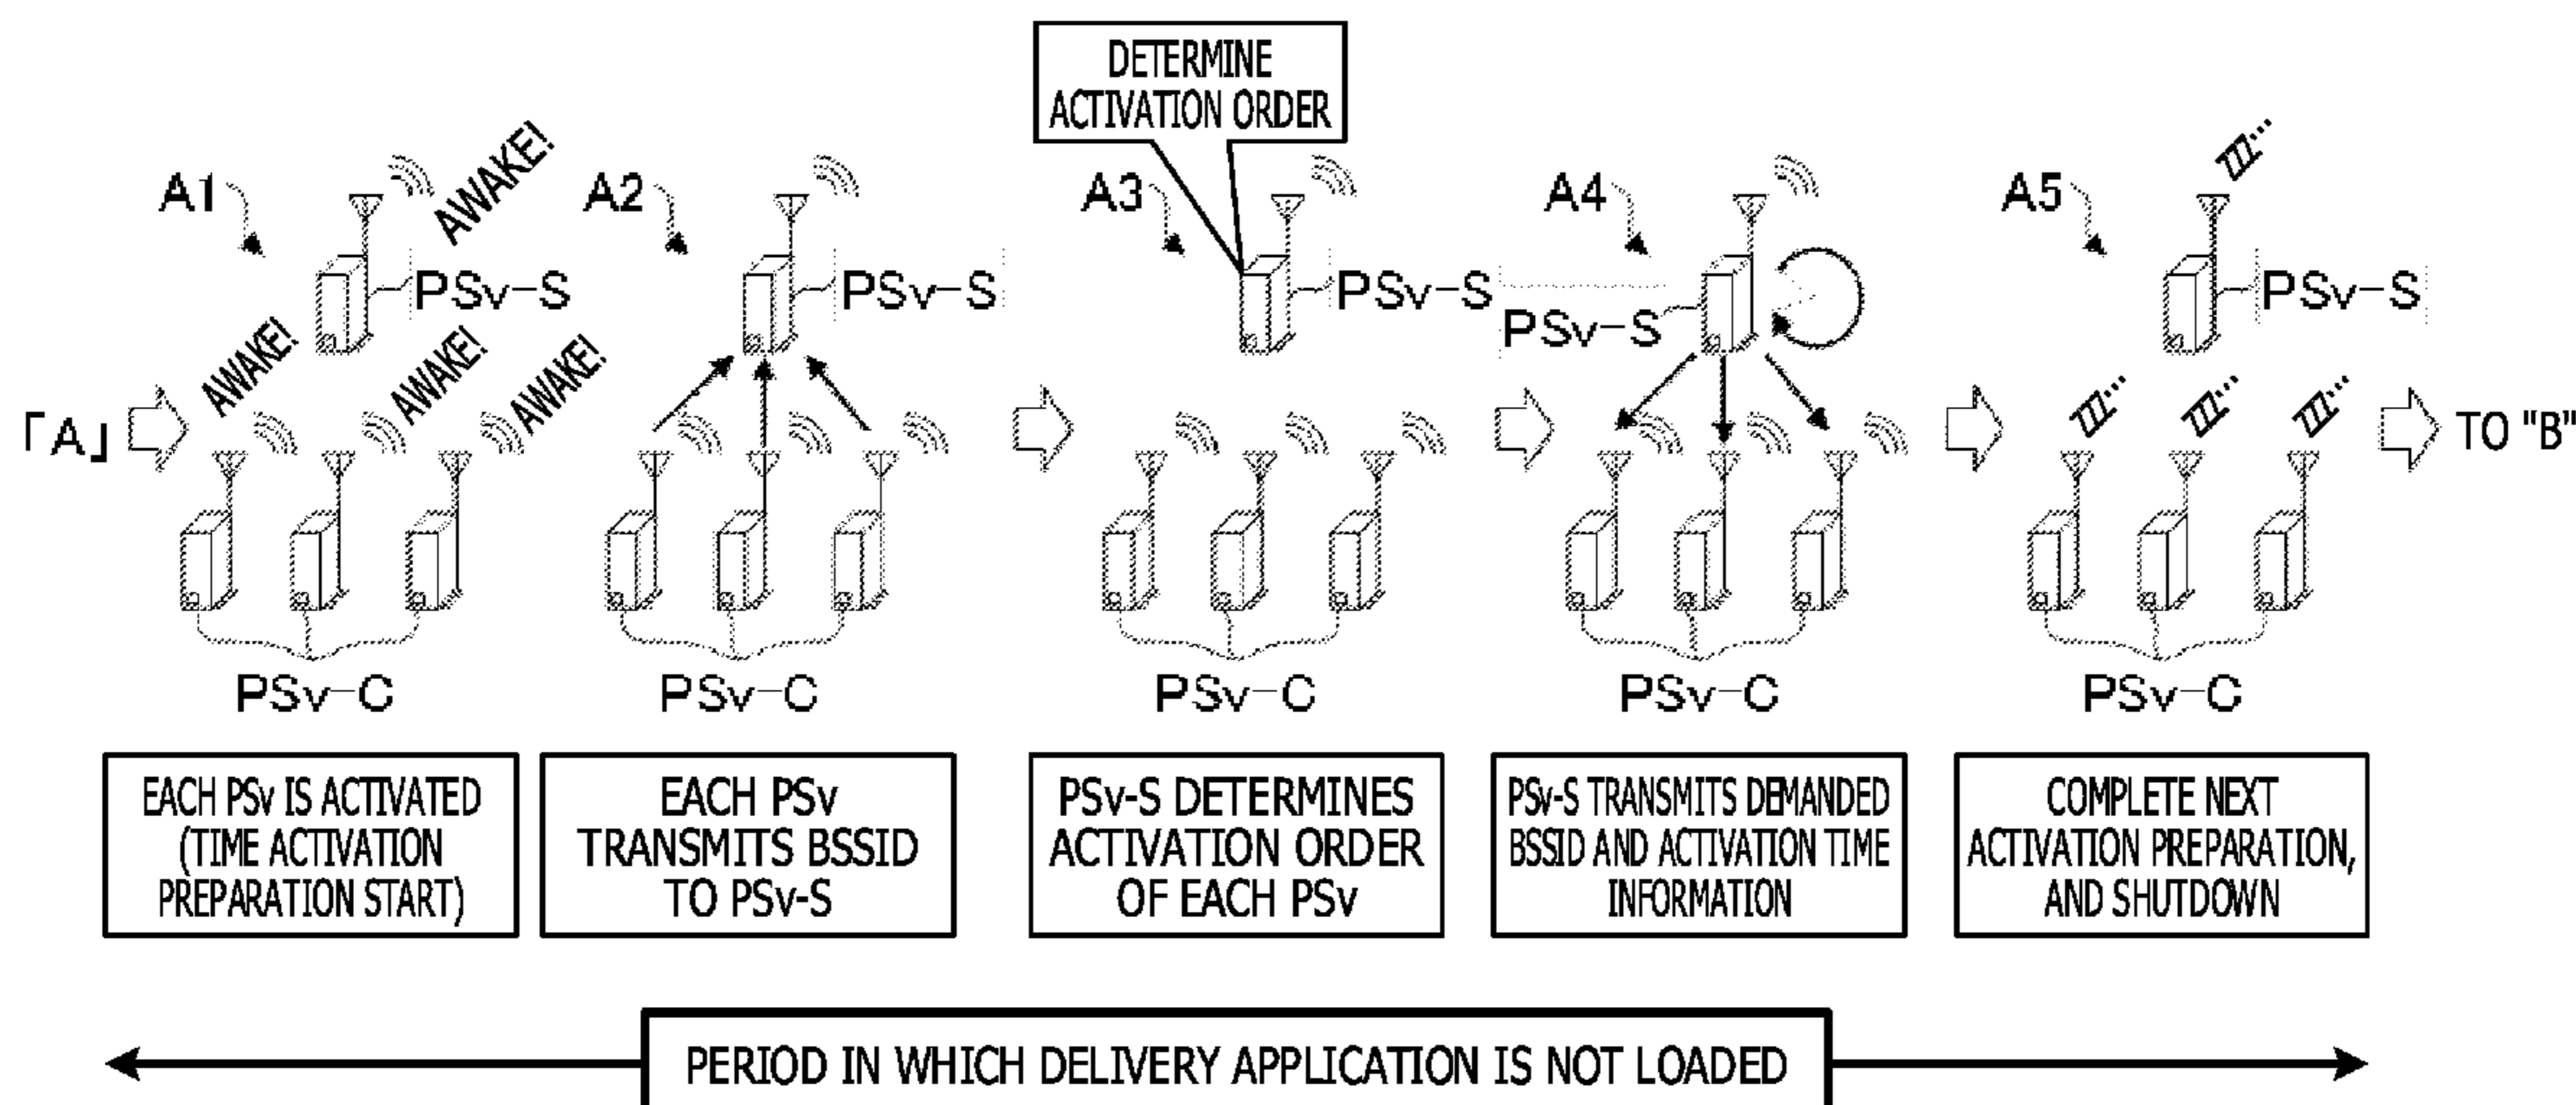 DETERMINE
ACTIVATION ORDER
A1
AWAKE!
A2
A3
A4
A5
ZZZ...
PSv-S
PSv-S
PSv-S
PSv-S
PSv-S
AWAKE!
AWAKE!
AWAKE!
「A」
ZZZ...
ZZZ...
ZZZ...
TO "B"
PSv-C
PSv-C
PSv-C
PSv-C
PSv-C
EACH PSv IS ACTIVATED
(TIME ACTIVATION
PREPARATION START)
EACH PSv
TRANSMITS BSSID
TO PSv-S
PSv-S DETERMINES
ACTIVATION ORDER
OF EACH PSv
PSv-S TRANSMITS DEMANDED
BSSID AND ACTIVATION TIME
INFORMATION
COMPLETE NEXT
ACTIVATION PREPARATION,
AND SHUTDOWN
PERIOD IN WHICH DELIVERY APPLICATION IS NOT LOADED